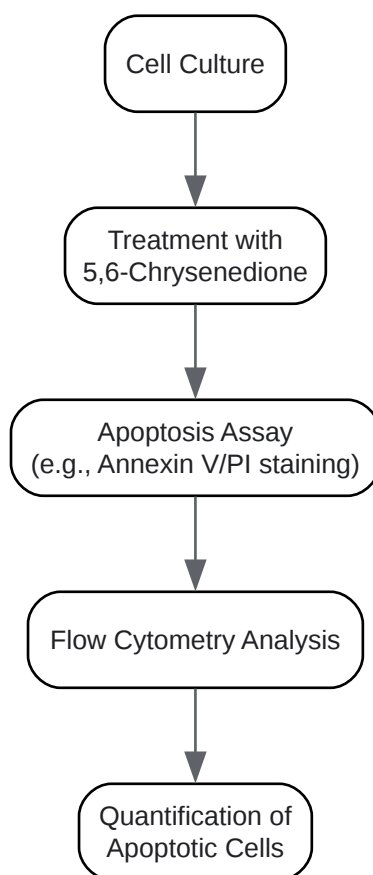 Cell Culture
Treatment with
5,6-Chrysenedione
Apoptosis Assay
(e.g., Annexin V/PI staining)
Flow Cytometry Analysis
Quantification of
Apoptotic Cells